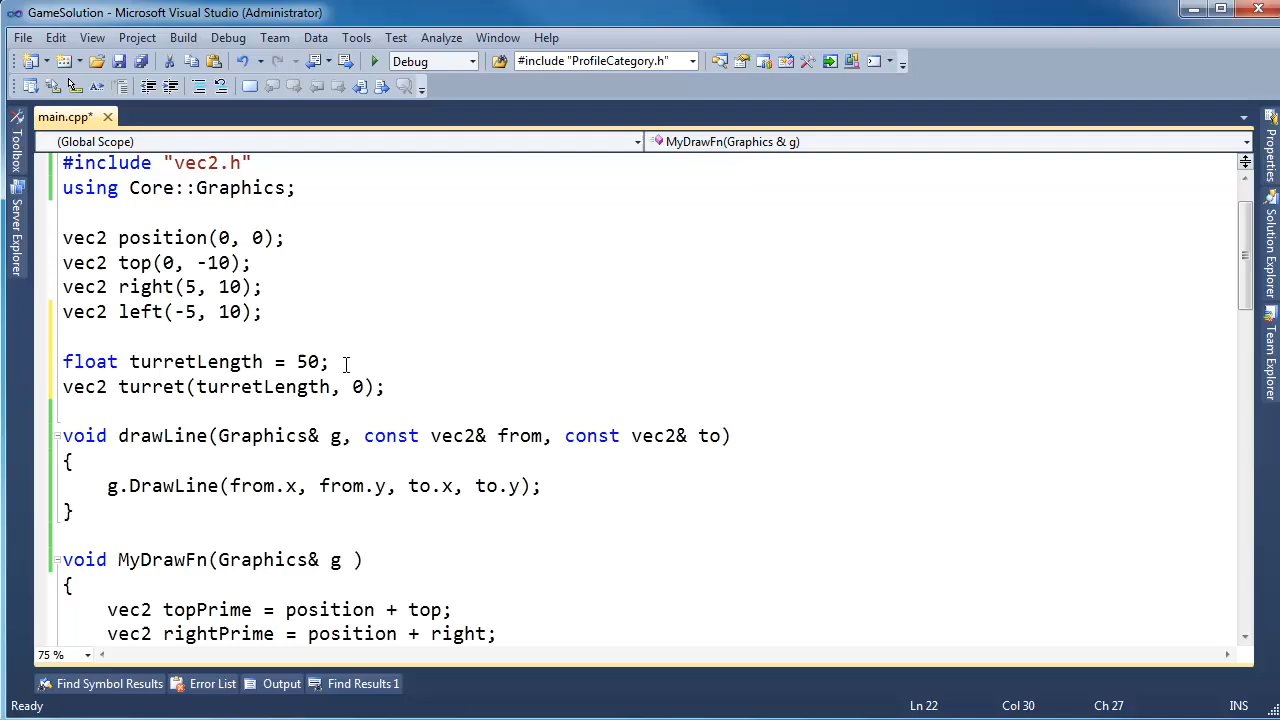 GameSolution - Microsoft Visual Studio (Administrator)
File Edit View Project Build Debug Team Data Tools Test Analyze Window Help
Debug #include "ProfileCategory.h"
main.cpp*
(Global Scope) MyDrawFn(Graphics & g)
Toolbox
Server Explorer
#include "vec2.h"
using Core::Graphics;
vec2 position(0, 0);
vec2 top(0, -10);
vec2 right(5, 10);
vec2 left(-5, 10);
float turretLength = 50;
vec2 turret(turretLength, 0);
void drawLine(Graphics& g, const vec2& from, const vec2& to)
{
g.DrawLine(from.x, from.y, to.x, to.y);
}
void MyDrawFn(Graphics& g )
{
vec2 topPrime = position + top;
vec2 rightPrime = position + right;
Properties
Solution Explorer
Team Explorer
75 %
Find Symbol Results Error List Output Find Results 1
Ready Ln 22 Col 30 Ch 27 INS